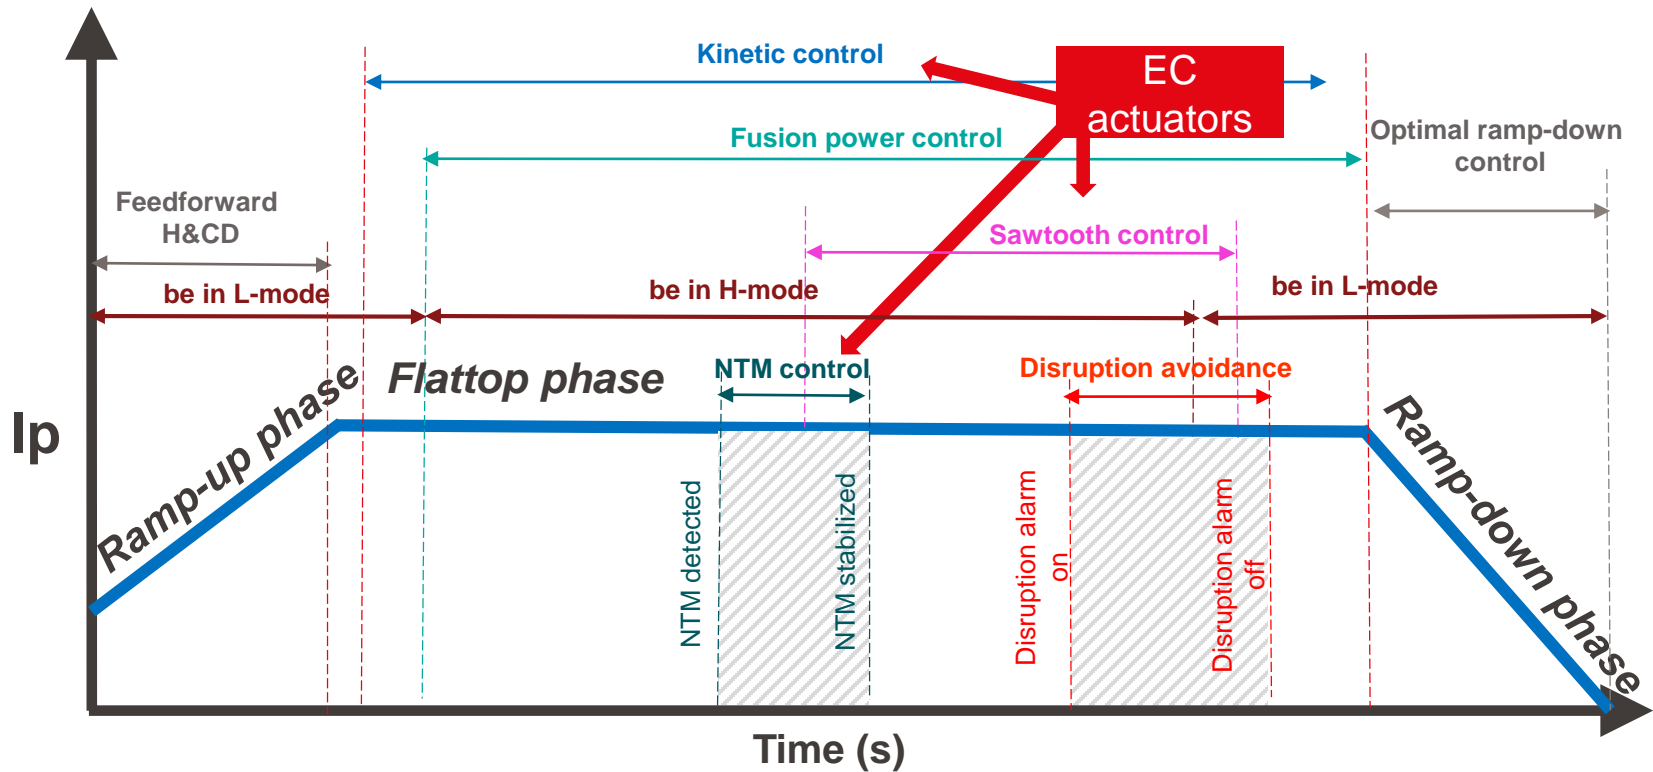 Kinetic control
EC
actuators
Fusion power control
Optimal ramp-down
control
Feedforward
H&CD
Sawtooth control
be in L-mode
be in H-mode
be in L-mode
Ramp-up phase
Flattop phase
NTM control
Disruption avoidance
Ramp-down phase
Ip
NTM detected
NTM stabilized
Disruption alarm
on
Disruption alarm
off
Time (s)